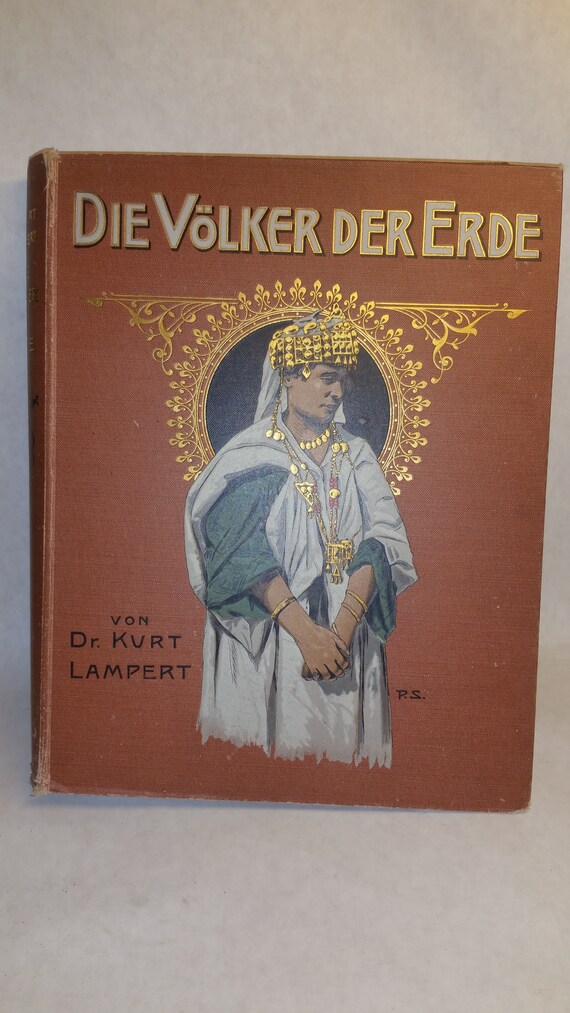 DIE VÖLKER DER ERDE
VON
DR. KURT
LAMPERT
P.S.